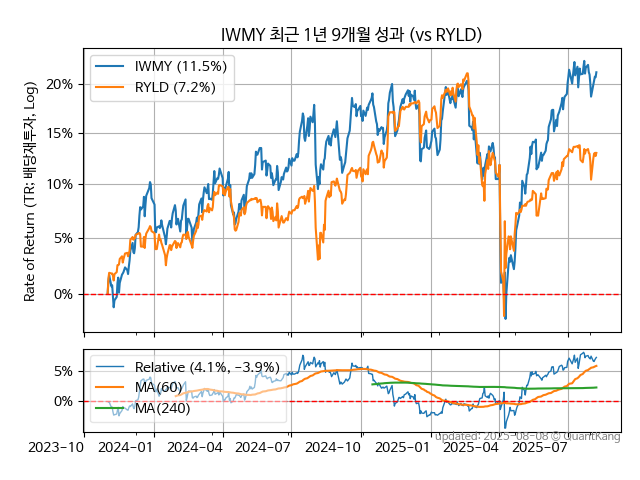 IWMY 최근 1년 9개월 성과 (vs RYLD)
Rate of Return (TR: 배당재투자, Log)
IWMY (11.5%)
RYLD (7.2%)
20%
15%
10%
5%
0%
Relative (4.1%, −3.9%)
MA(60)
MA(240)
5%
0%
2023−10 2024−01 2024−04 2024−07 2024−10 2025−01 2025−04 2025−07
updated: 2025-08-08 © QuantKang